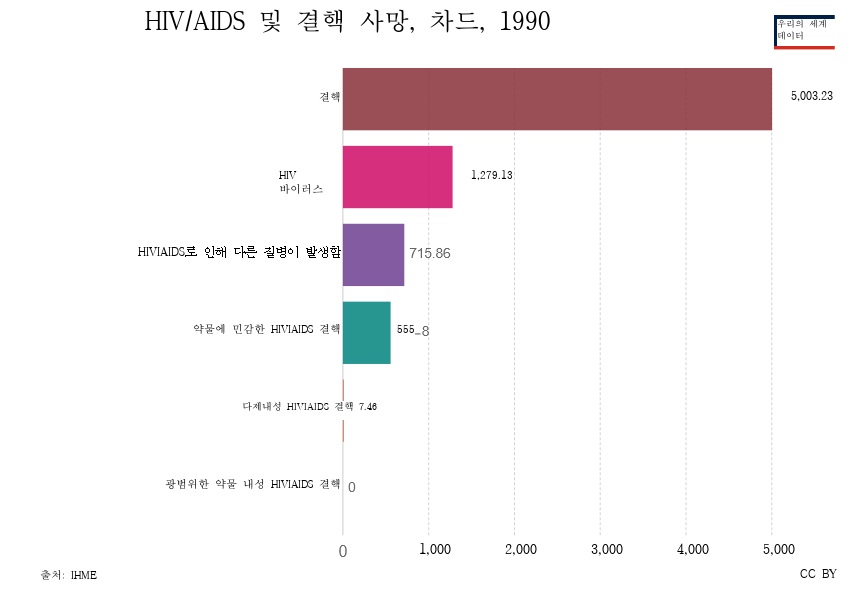 HIV/AIDS 및 결핵 사망, 차드, 1990
우리의 세계
데이터
결핵
5,003.23
HIV
바이러스
1,279.13
HIVIAIDS로 인해 다른 질병이 발생함
715.86
약물에 민감한 HIVIAIDS 결핵
555_8
다제내성 HIVIAIDS 결핵 7.46
광범위한 약물 내성 HIVIAIDS 결핵
0
0
1,000
2,000
3,000
4,000
5,000
출처: IHME
CC BY